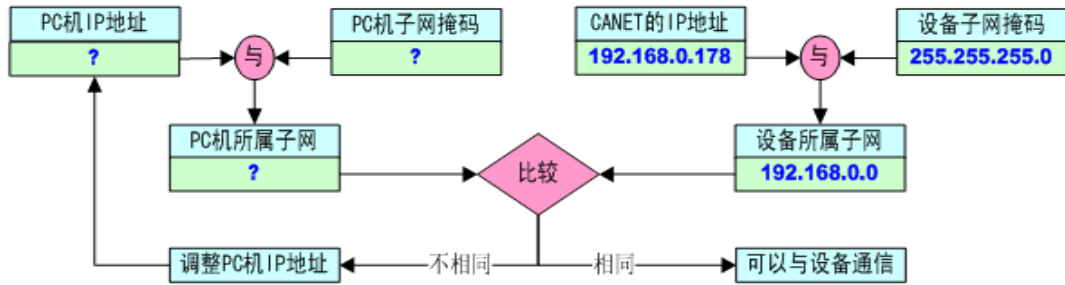 PC机IP地址
?
PC机子网掩码
?
CANET的IP地址
192.168.0.178
设备子网掩码
255.255.255.0
与
与
PC机所属子网
?
设备所属子网
192.168.0.0
比较
调整PC机IP地址
不相同
相同
可以与设备通信